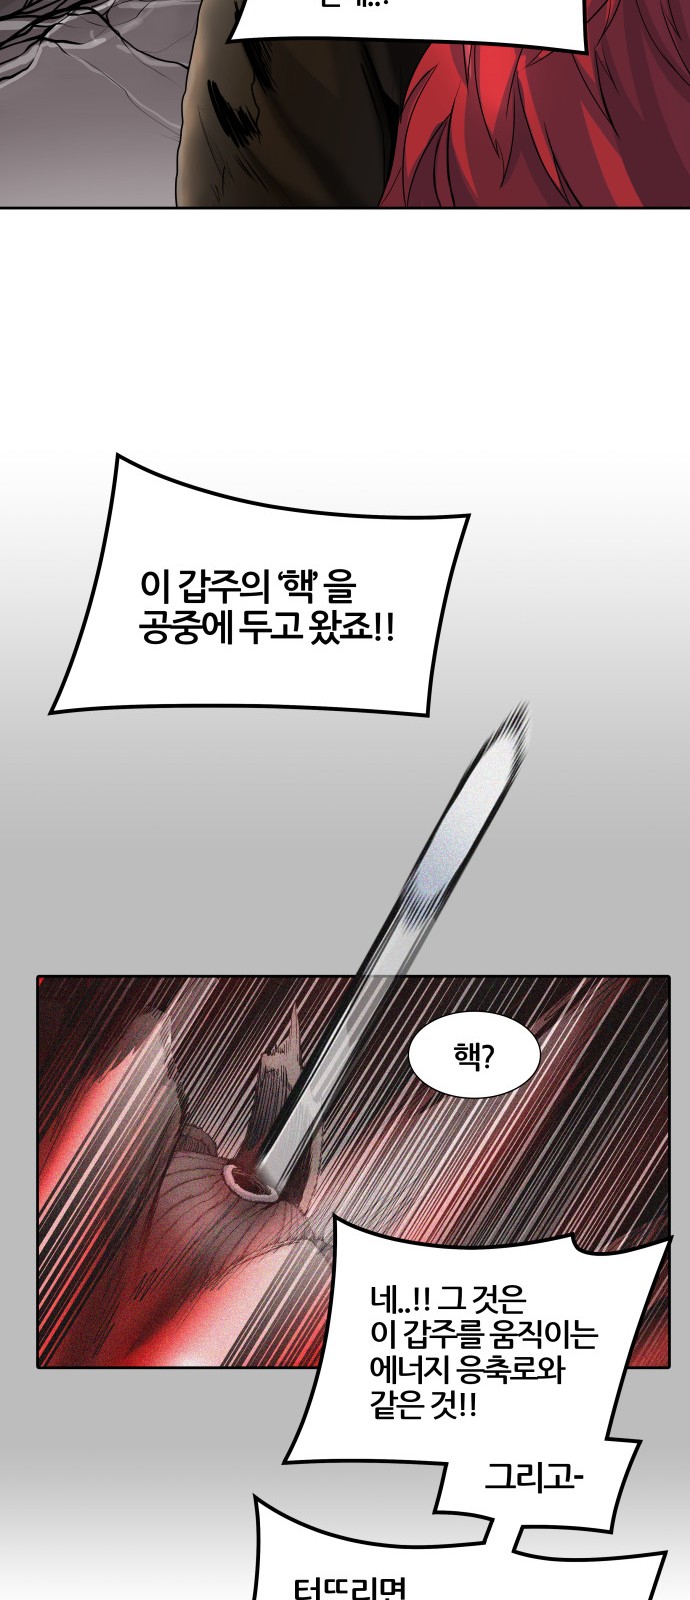 이 갑주의 ‘핵’ 을
공중에 두고 왔죠!!
핵?
네..!! 그 것은
이 갑주를 움직이는
에너지 응축로와
같은 것!!
그리고-
터뜨리면